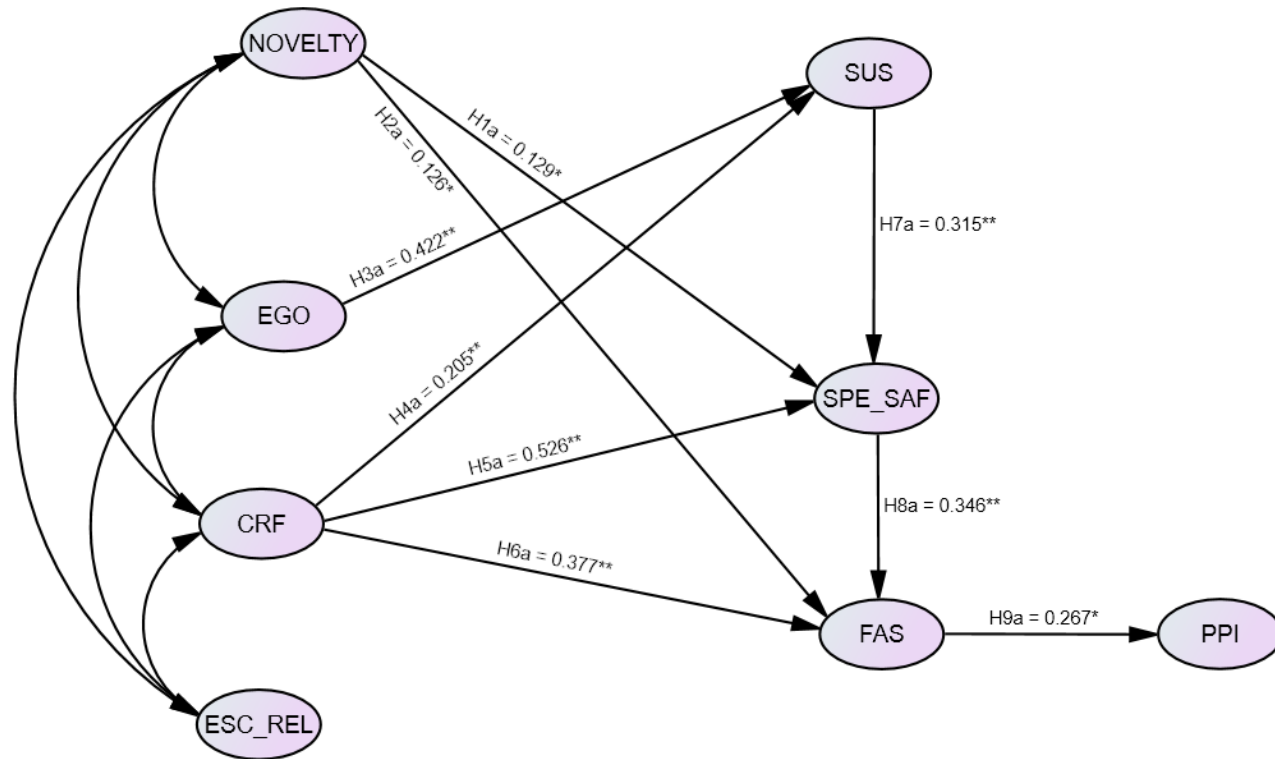 NOVELTY
SUS
H2a = 0.126*
H1a = 0.129*
H7a = 0.315**
H3a = 0.422**
EGO
H4a = 0.205**
SPE_SAF
H5a = 0.526**
CRF
H8a = 0.346**
H6a = 0.377**
FAS
H9a = 0.267*
PPI
ESC_REL